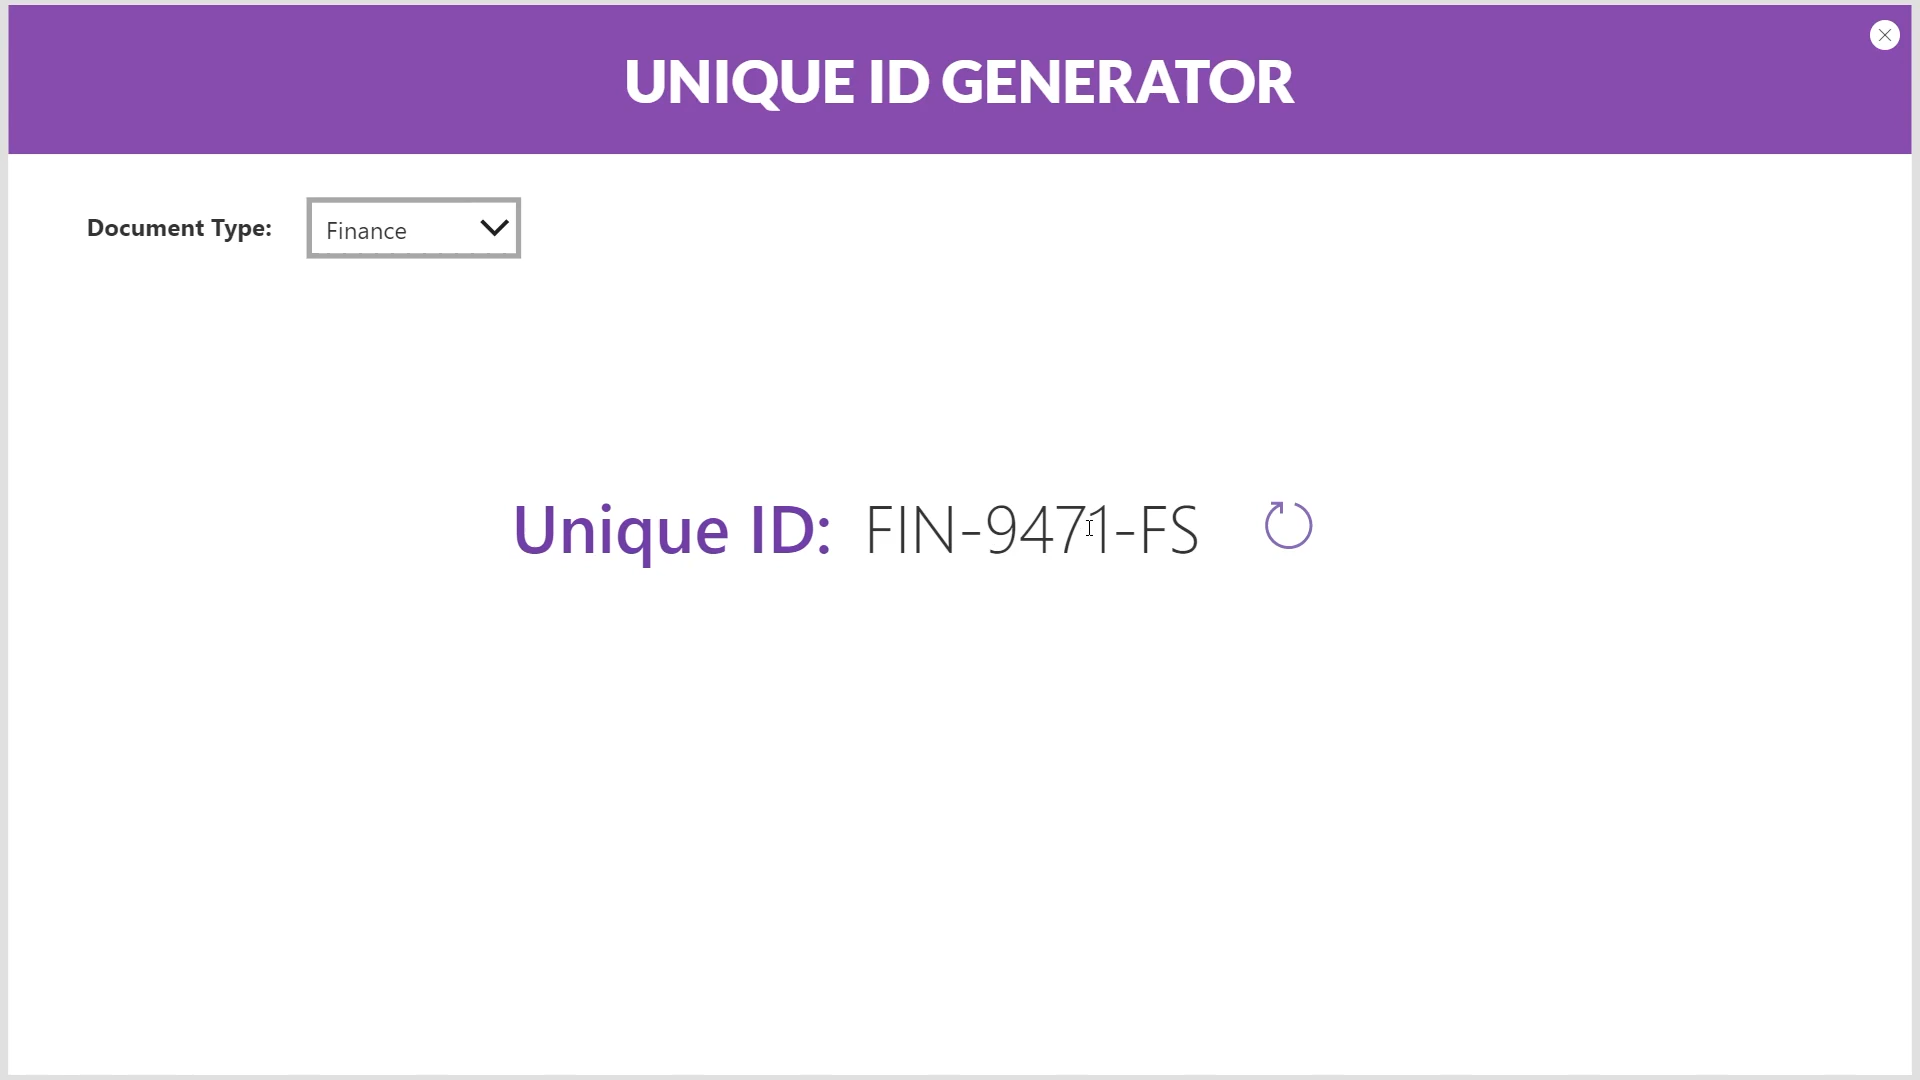 UNIQUE ID GENERATOR
Document Type: Finance
Unique ID: FIN-9471-FS